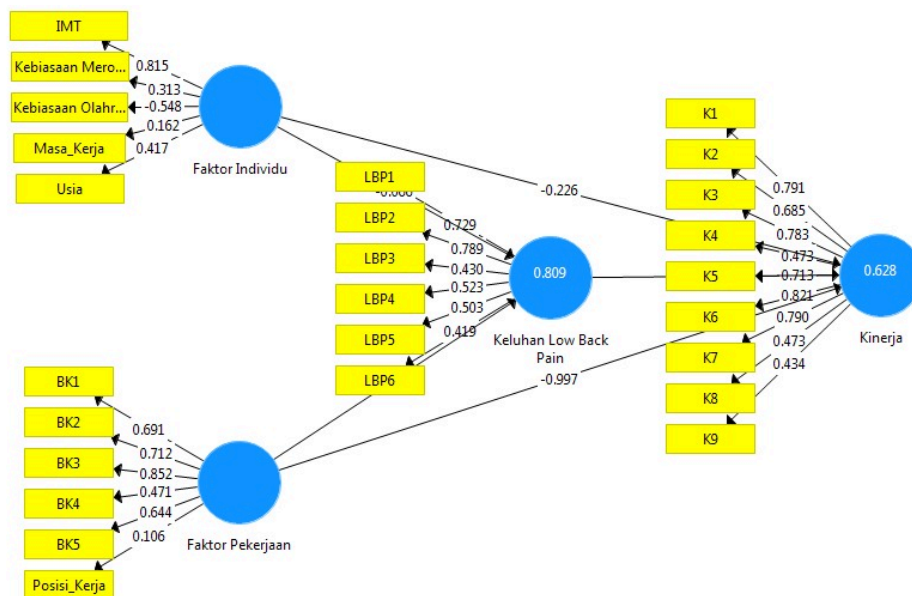 IMT
Kebiasaan Mero...
Kebiasaan Olahr...
Masa_Kerja
Usia
0.815
0.313
-0.548
0.162
0.417
Faktor Individu
LBP1
LBP2
LBP3
LBP4
LBP5
LBP6
0.729
0.789
0.430
0.523
0.503
0.419
0.809
Keluhan Low Back
Pain
-0.226
-0.997
K1
K2
K3
K4
K5
K6
K7
K8
K9
0.791
0.685
0.783
0.473
0.713
0.821
0.790
0.473
0.434
0.628
Kinerja
BK1
BK2
BK3
BK4
BK5
Posisi_Kerja
0.691
0.712
0.852
0.471
0.644
0.106
Faktor Pekerjaan